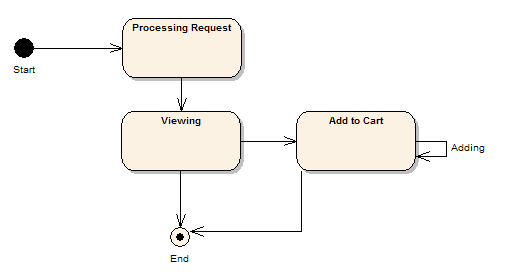 Processing Request
Start
Viewing
Add to Cart
Adding
End